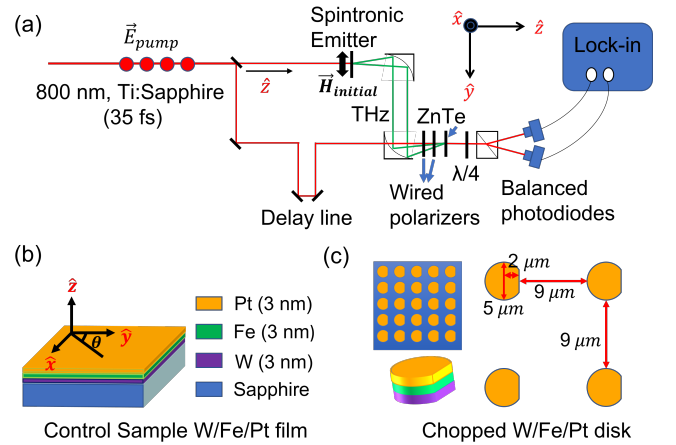 (a)
E⃗pump
800 nm, Ti:Sapphire
(35 fs)
ẑ
Spintronic
Emitter
H⃗initial
THz
Delay line
ZnTe
Wired
polarizers
λ/4
x̂
ẑ
ŷ
Lock-in
Balanced
photodiodes
(b)
ẑ
ŷ
x̂
θ
Pt (3 nm)
Fe (3 nm)
W (3 nm)
Sapphire
Control Sample W/Fe/Pt film
(c)
2 μm
5 μm
9 μm
9 μm
Chopped W/Fe/Pt disk